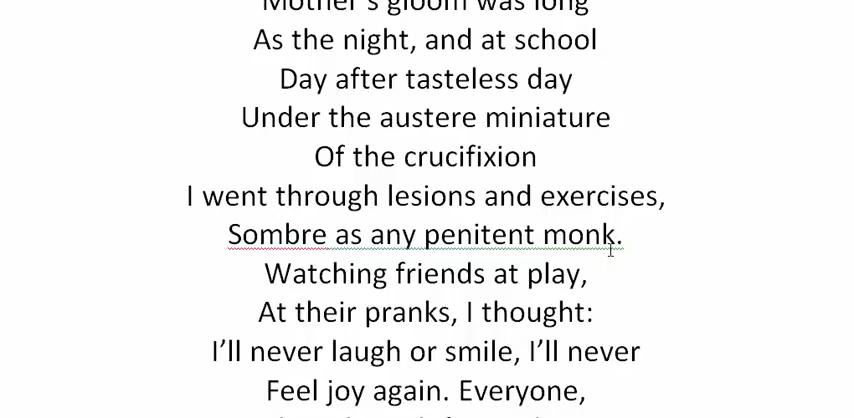 Mother's gloom was long
As the night, and at school
Day after tasteless day
Under the austere miniature
Of the crucifixion
I went through lesions and exercises,
Sombre as any penitent monk.
Watching friends at play,
At their pranks, I thought:
I’ll never laugh or smile, I’ll never
Feel joy again. Everyone,